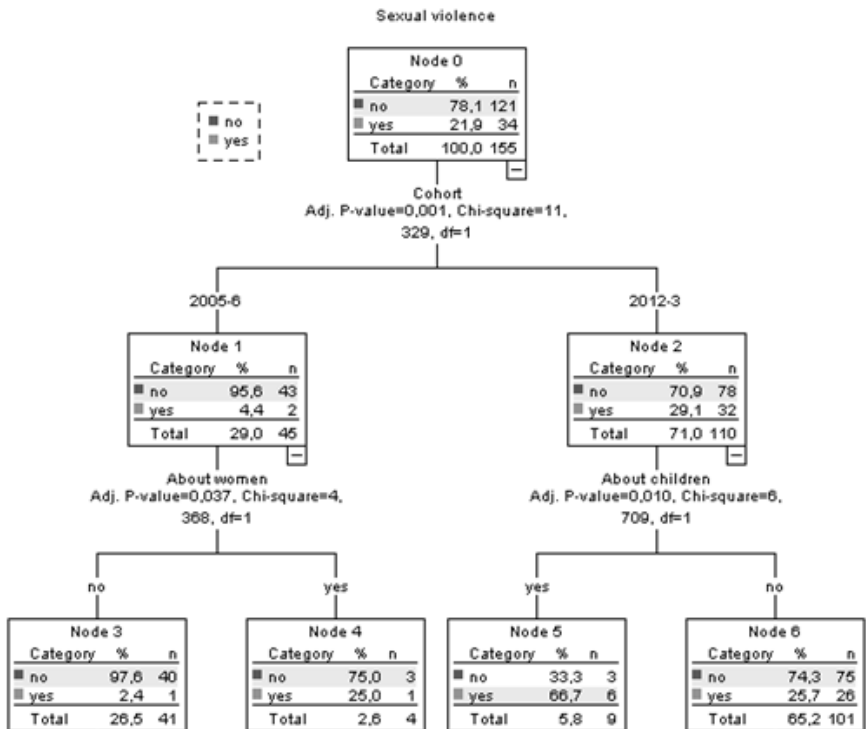 Sexual violence
Node 0
Category % n
no 78,1 121
yes 21,9 34
Total 100,0 155
no
yes
Cohort
Adj. P-value=0,001, Chi-square=11,
329, df=1
2005-6
2012-3
Node 1
Category % n
no 95,6 43
yes 4,4 2
Total 29,0 45
Node 2
Category % n
no 70,9 78
yes 29,1 32
Total 71,0 110
About women
Adj. P-value=0,037, Chi-square=4,
368, df=1
About children
Adj. P-value=0,010, Chi-square=6,
709, df=1
no
yes
yes
no
Node 3
Category % n
no 97,6 40
yes 2,4 1
Total 26,5 41
Node 4
Category % n
no 75,0 3
yes 25,0 1
Total 2,6 4
Node 5
Category % n
no 33,3 3
yes 66,7 6
Total 5,8 9
Node 6
Category % n
no 74,3 75
yes 25,7 26
Total 65,2 101